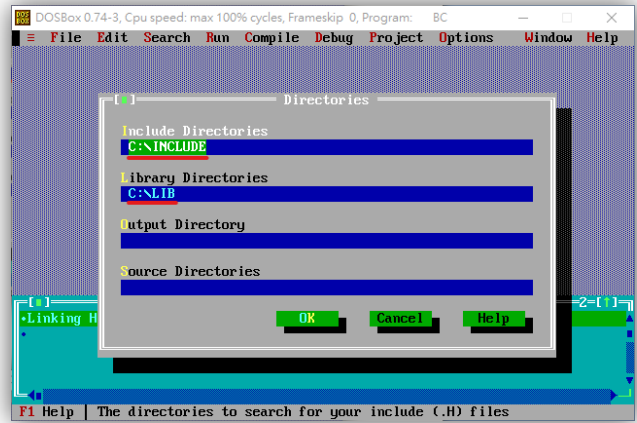 DOSBox 0.74-3, Cpu speed: max 100% cycles, Frameskip 0, Program: BC
≡ File Edit Search Run Compile Debug Project Options Window Help
Directories
Include Directories
C:\INCLUDE
Library Directories
C:\LIB
Output Directory
Source Directories
OK Cancel Help
2=[↑]
•Linking H
F1 Help | The directories to search for your include (.H) files